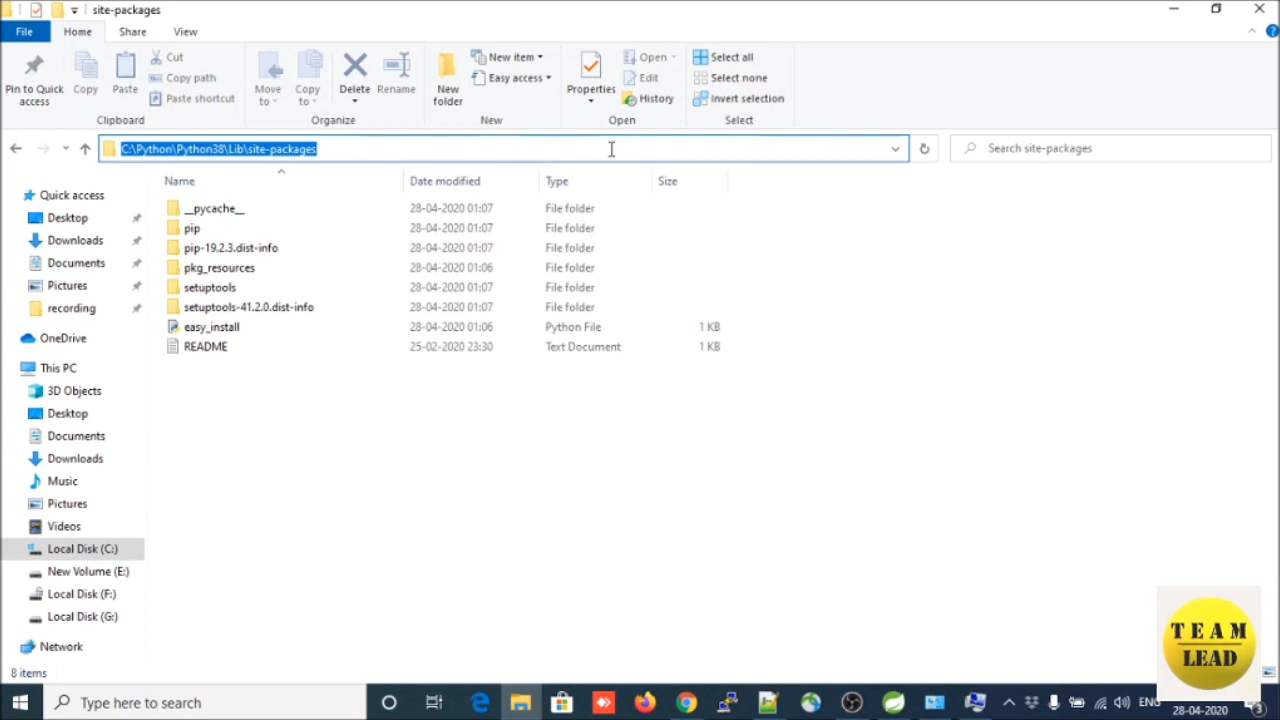 site-packages
File Home Share View
Pin to Quick access
Copy
Paste
Cut
Copy path
Paste shortcut
Clipboard
Move to
Copy to
Delete
Rename
Organize
New folder
New item
Easy access
New
Properties
Open
Edit
History
Open
Select all
Select none
Invert selection
Select
C:\Python\Python38\Lib\site-packages
Search site-packages
Name Date modified Type Size
__pycache__ 28-04-2020 01:07 File folder
pip 28-04-2020 01:07 File folder
pip-19.2.3.dist-info 28-04-2020 01:07 File folder
pkg_resources 28-04-2020 01:06 File folder
setuptools 28-04-2020 01:07 File folder
setuptools-41.2.0.dist-info 28-04-2020 01:07 File folder
easy_install 28-04-2020 01:06 Python File 1 KB
README 25-02-2020 23:30 Text Document 1 KB
Quick access
Desktop
Downloads
Documents
Pictures
recording
OneDrive
This PC
3D Objects
Desktop
Documents
Downloads
Music
Pictures
Videos
Local Disk (C:)
New Volume (E:)
Local Disk (F:)
Local Disk (G:)
Network
8 items
TEAM
LEAD
Type here to search
ENG
28-04-2020
3